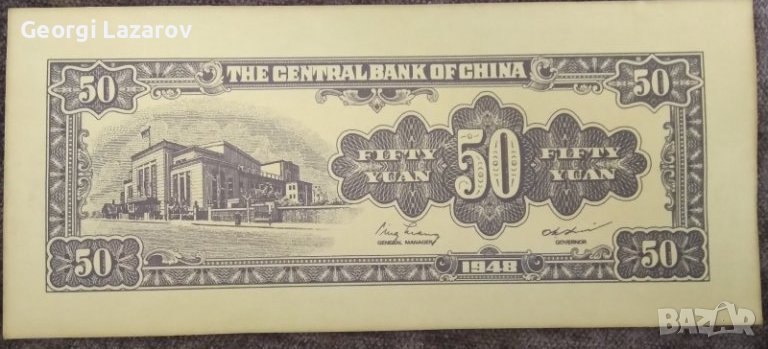 Georgi Lazarov
50 THE CENTRAL BANK OF CHINA 50
FIFTY YUAN 50 FIFTY YUAN
GENERAL MANAGER GOVERNOR
50 1948 50
BAZAR